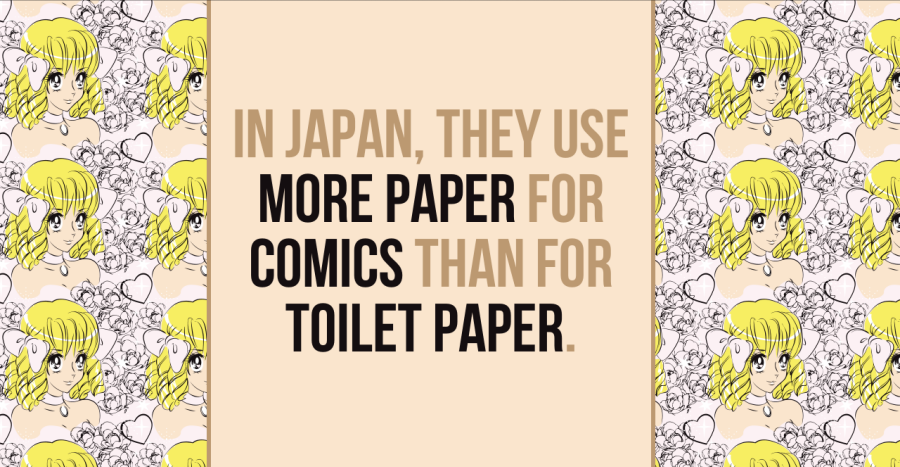 IN JAPAN, THEY USE
MORE PAPER FOR
COMICS THAN FOR
TOILET PAPER.